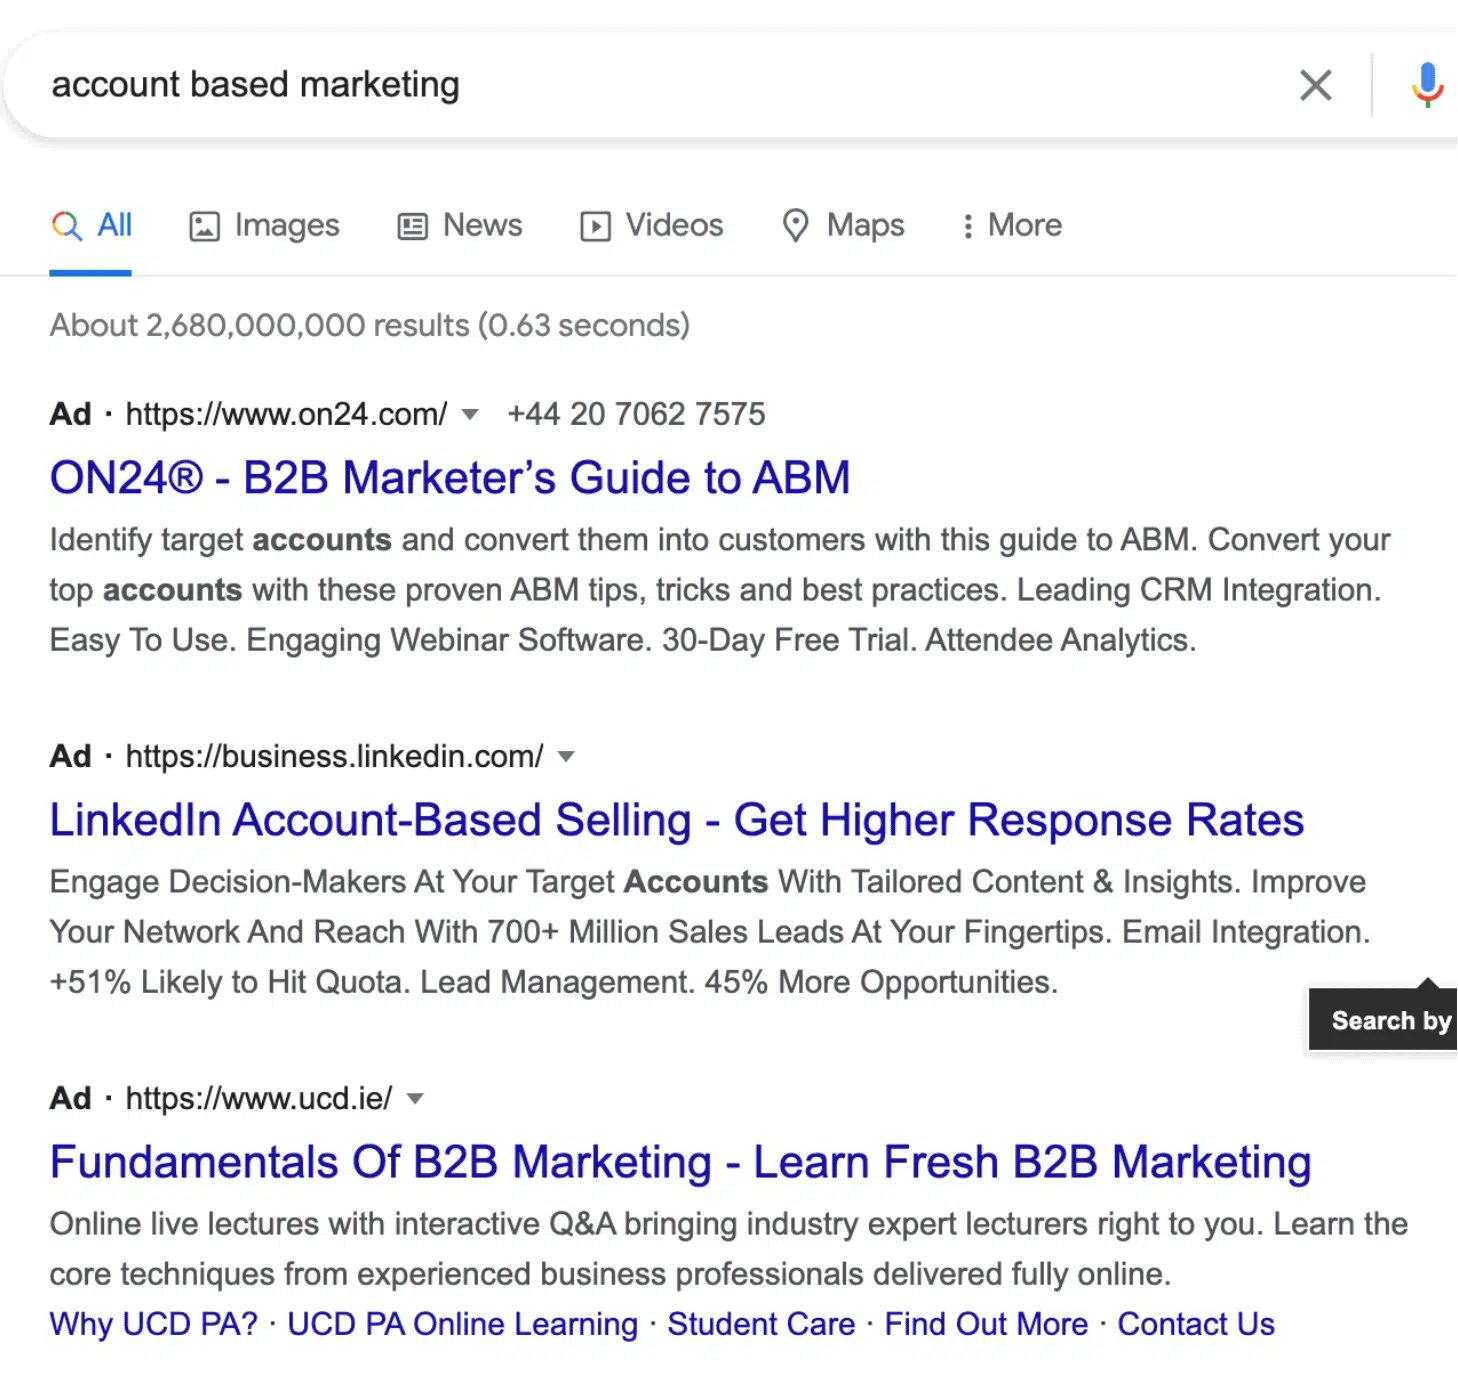 account based marketing
All Images News Videos Maps More
About 2,680,000,000 results (0.63 seconds)
Ad · https://www.on24.com/ +44 20 7062 7575
ON24® - B2B Marketer’s Guide to ABM
Identify target accounts and convert them into customers with this guide to ABM. Convert your
top accounts with these proven ABM tips, tricks and best practices. Leading CRM Integration.
Easy To Use. Engaging Webinar Software. 30-Day Free Trial. Attendee Analytics.
Ad · https://business.linkedin.com/
LinkedIn Account-Based Selling - Get Higher Response Rates
Engage Decision-Makers At Your Target Accounts With Tailored Content & Insights. Improve
Your Network And Reach With 700+ Million Sales Leads At Your Fingertips. Email Integration.
+51% Likely to Hit Quota. Lead Management. 45% More Opportunities.
Search by
Ad · https://www.ucd.ie/
Fundamentals Of B2B Marketing - Learn Fresh B2B Marketing
Online live lectures with interactive Q&A bringing industry expert lecturers right to you. Learn the
core techniques from experienced business professionals delivered fully online.
Why UCD PA? · UCD PA Online Learning · Student Care · Find Out More · Contact Us